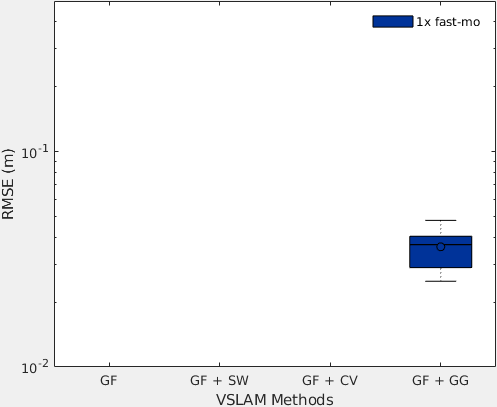 1x fast-mo
RMSE (m)
10^-1
10^-2
GF
GF + SW
GF + CV
GF + GG
VSLAM Methods